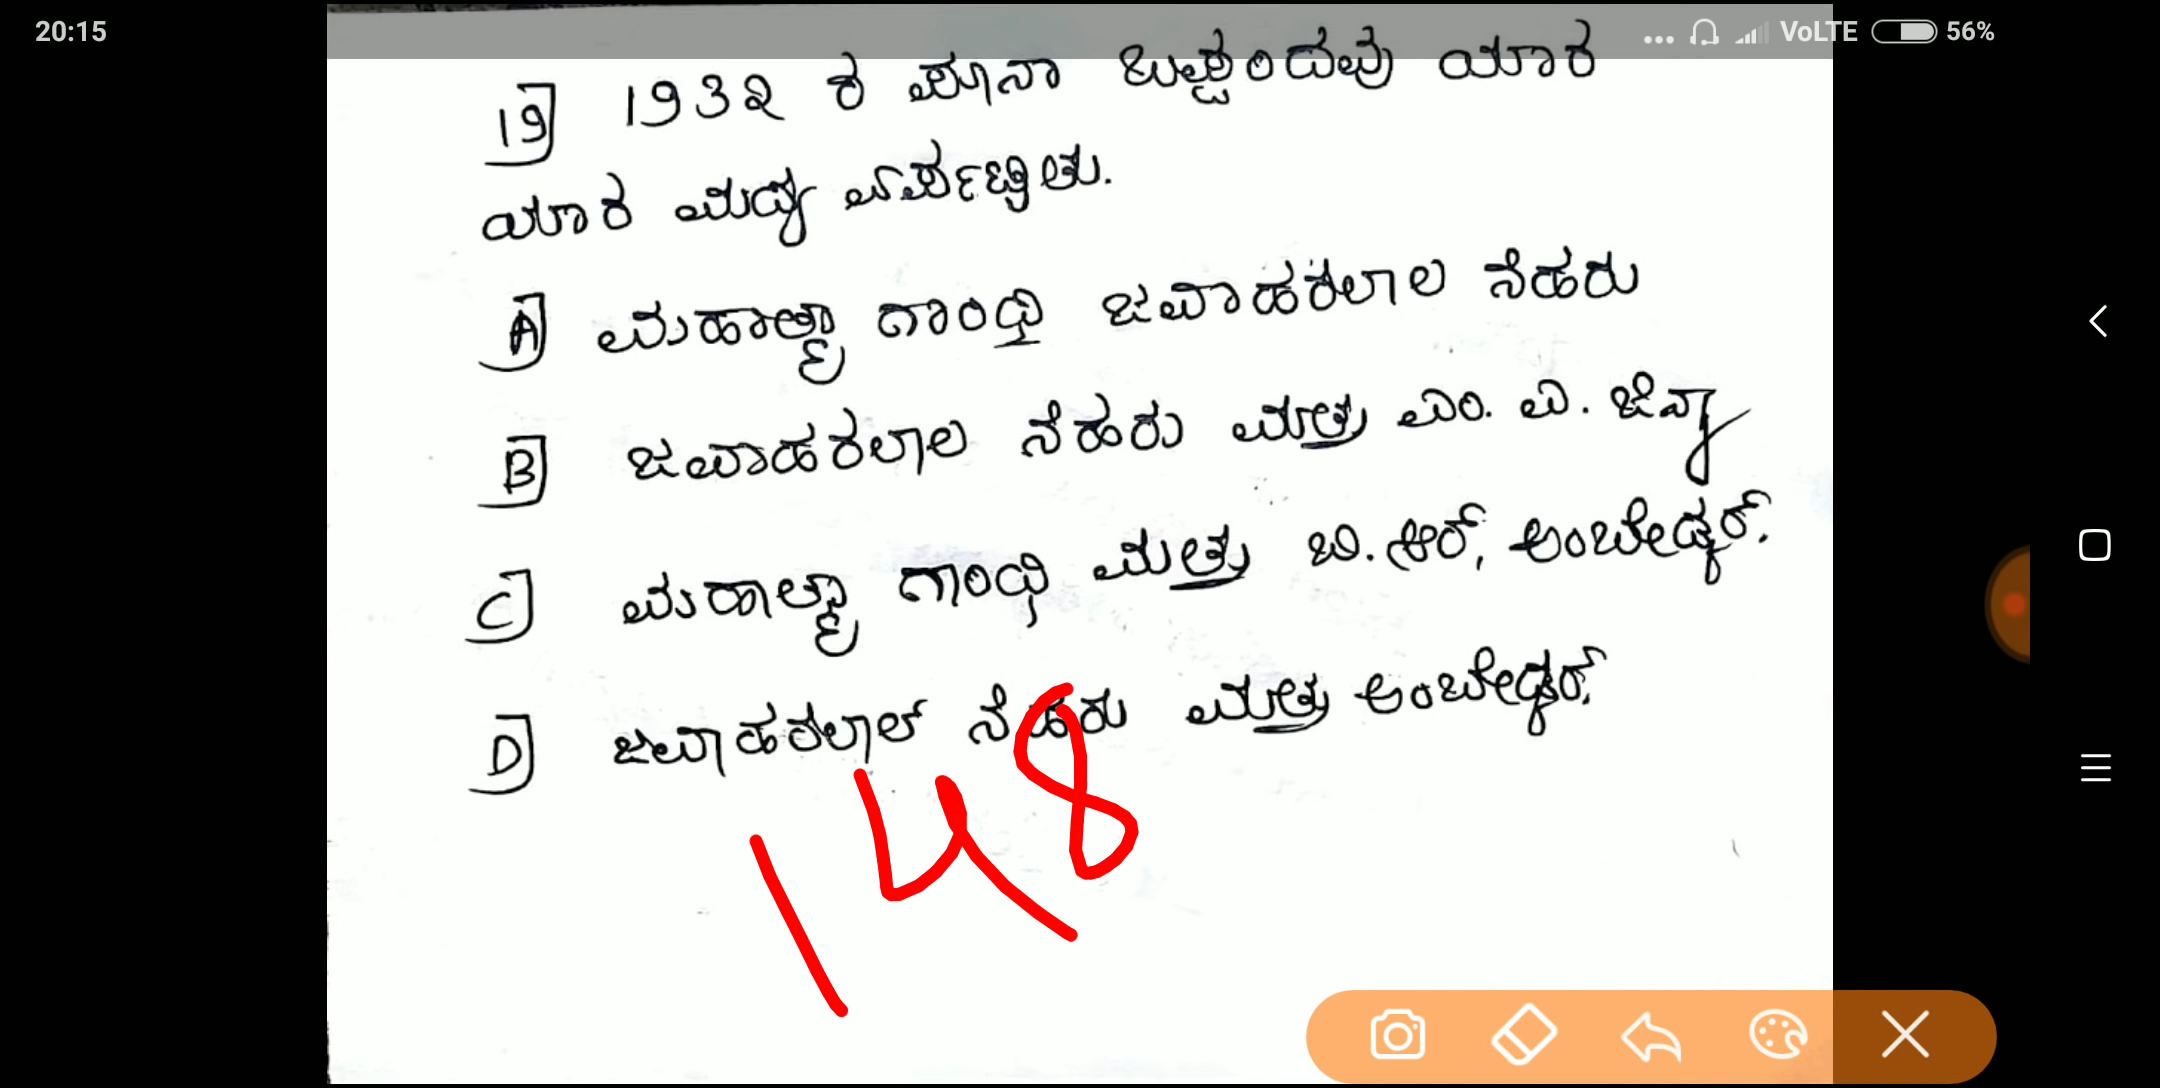 20:15
... VoLTE 56%
19] 1932 ರ ಪೂನಾ ಒಪ್ಪಂದವು ಯಾರ
ಯಾರ ಮಧ್ಯ ಏರ್ಪಟ್ಟಿತು.
A] ಮಹಾತ್ಮಾ ಗಾಂಧಿ ಜವಾಹರಲಾಲ ನೆಹರು
B] ಜವಾಹರಲಾಲ ನೆಹರು ಮತ್ತು ಎಂ. ಎ. ಜಿನ್ನಾ
C] ಮಹಾತ್ಮಾ ಗಾಂಧಿ ಮತ್ತು ಬಿ.ಆರ್. ಅಂಬೇಡ್ಕರ್.
D] ಜವಾಹರಲಾಲ್ ನೆಹರು ಮತ್ತು ಅಂಬೇಡ್ಕರ್.
148